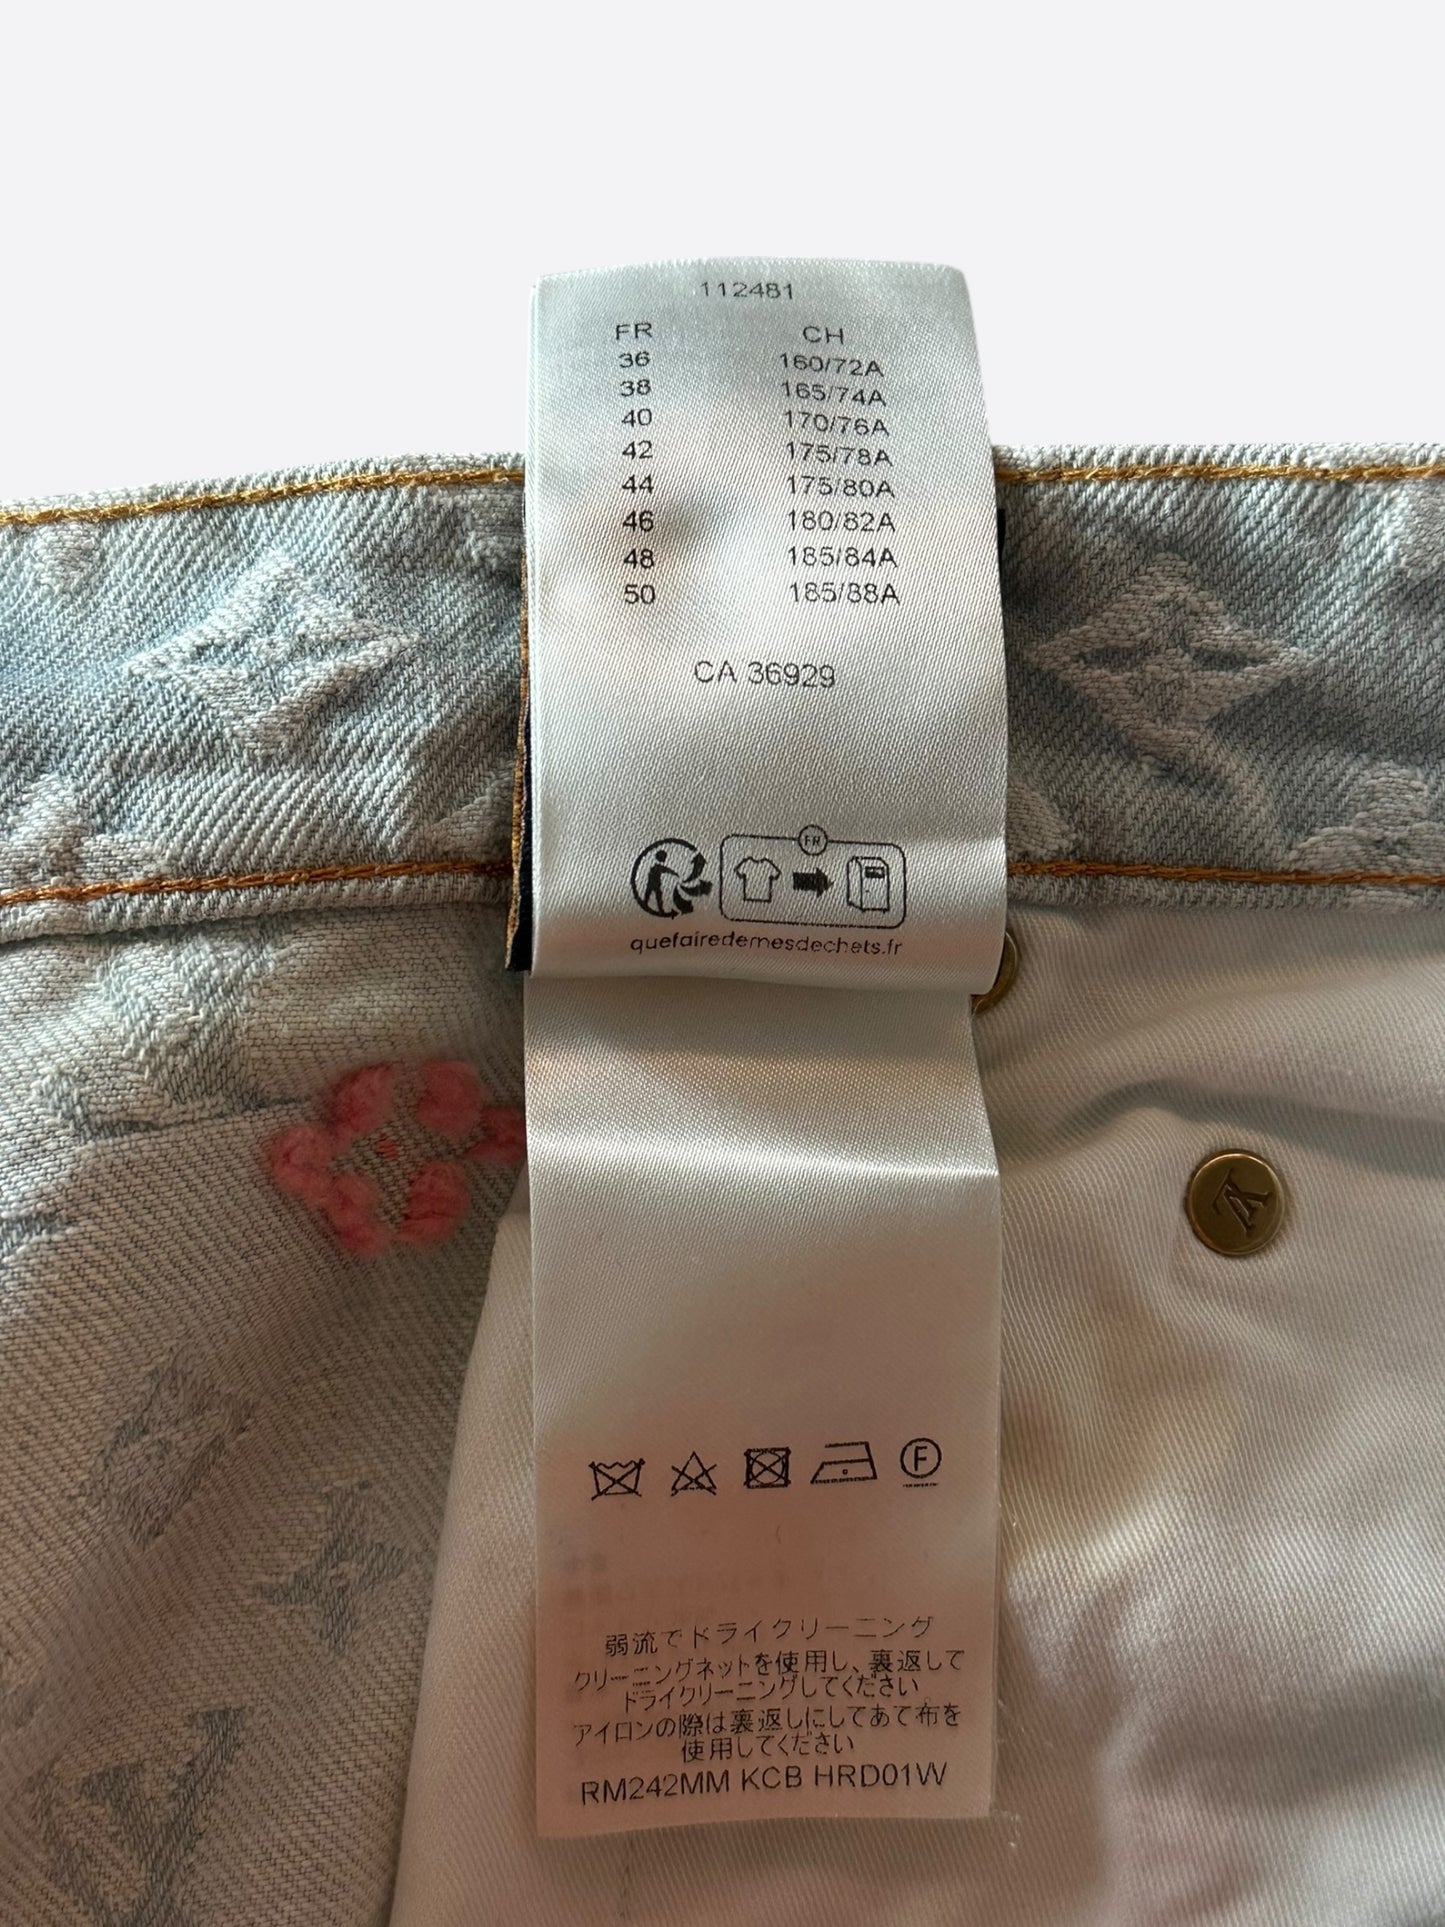 112481
FR CH
36 160/72A
38 165/74A
40 170/76A
42 175/78A
44 175/80A
46 180/82A
48 185/84A
50 185/88A
CA 36929
FR
quefairedemesdechets.fr
F
弱流でドライクリーニング
クリーニングネットを使用し、裏返して
ドライクリーニングしてください
アイロンの際は裏返しにしてあて布を
使用してください
RM242MM KCB HRD01W